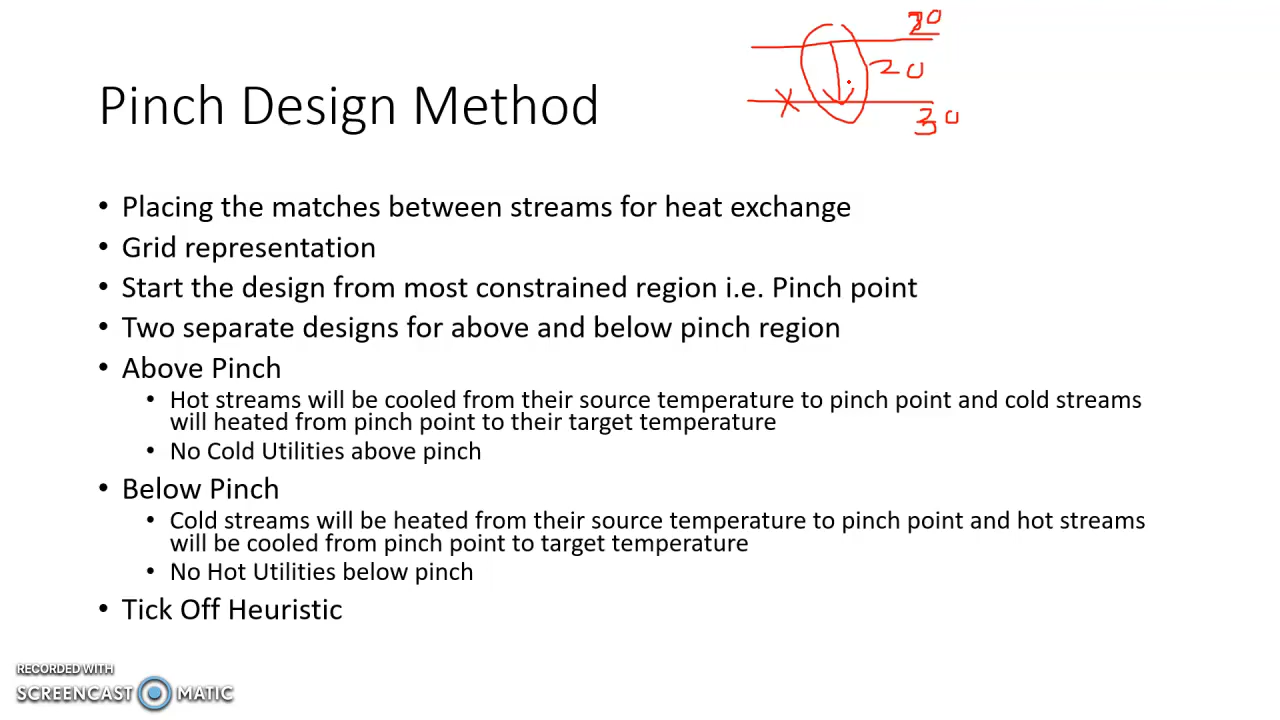 20
20
30
Pinch Design Method
• Placing the matches between streams for heat exchange
• Grid representation
• Start the design from most constrained region i.e. Pinch point
• Two separate designs for above and below pinch region
• Above Pinch
• Hot streams will be cooled from their source temperature to pinch point and cold streams
will heated from pinch point to their target temperature
• No Cold Utilities above pinch
• Below Pinch
• Cold streams will be heated from their source temperature to pinch point and hot streams
will be cooled from pinch point to target temperature
• No Hot Utilities below pinch
• Tick Off Heuristic
RECORDED WITH
SCREENCAST MATIC